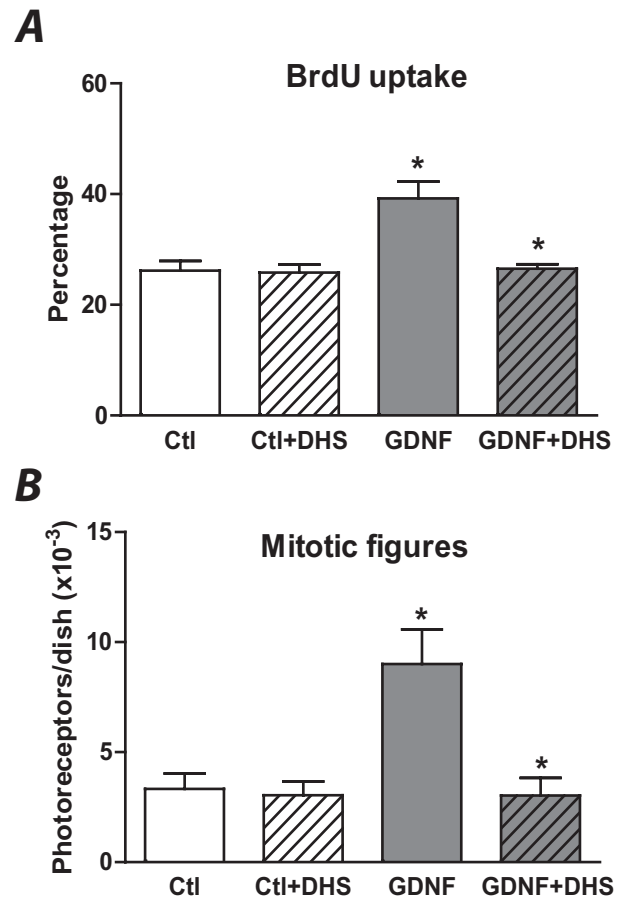 A
BrdU uptake
Percentage
60
40
20
0
*
*
Ctl
Ctl+DHS
GDNF
GDNF+DHS
B
Mitotic figures
Photoreceptors/dish (x10⁻³)
15
10
5
0
*
*
Ctl
Ctl+DHS
GDNF
GDNF+DHS